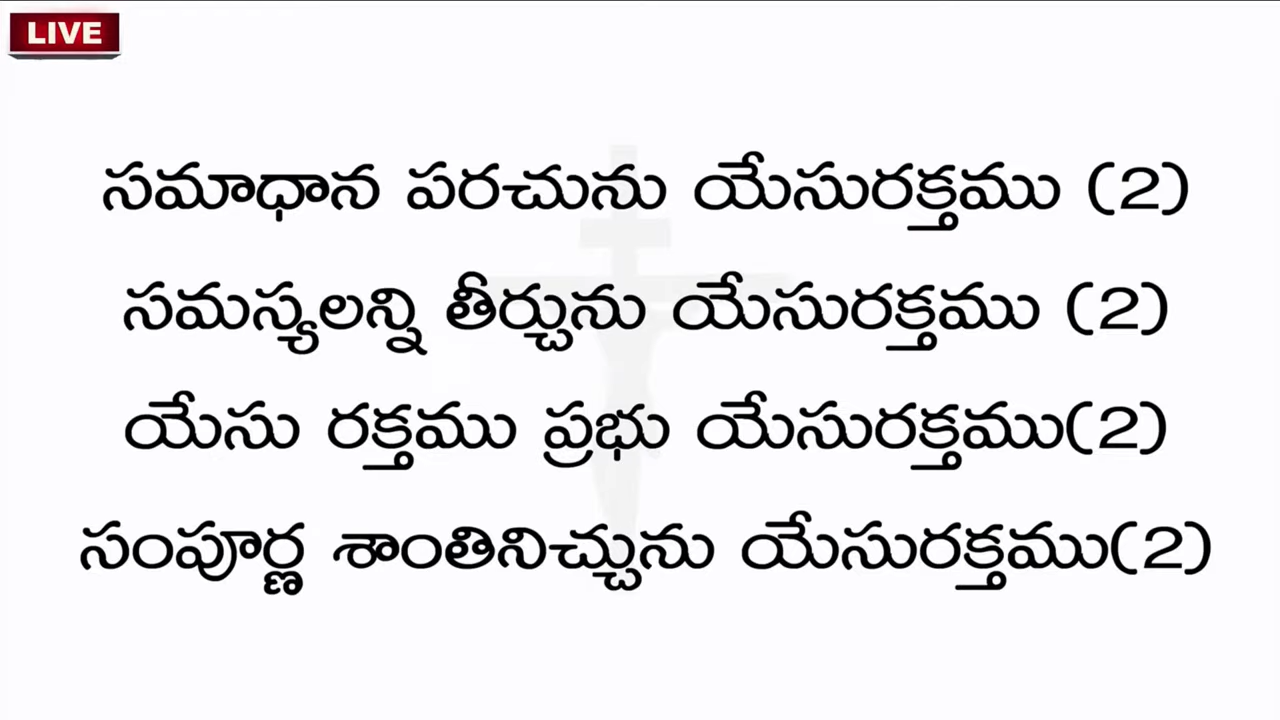 LIVE
సమాధాన పరచును యేసురక్తము (2)
సమస్యలన్ని తీర్చును యేసురక్తము (2)
యేసు రక్తము ప్రభు యేసురక్తము(2)
సంపూర్ణ శాంతినిచ్చును యేసురక్తము(2)